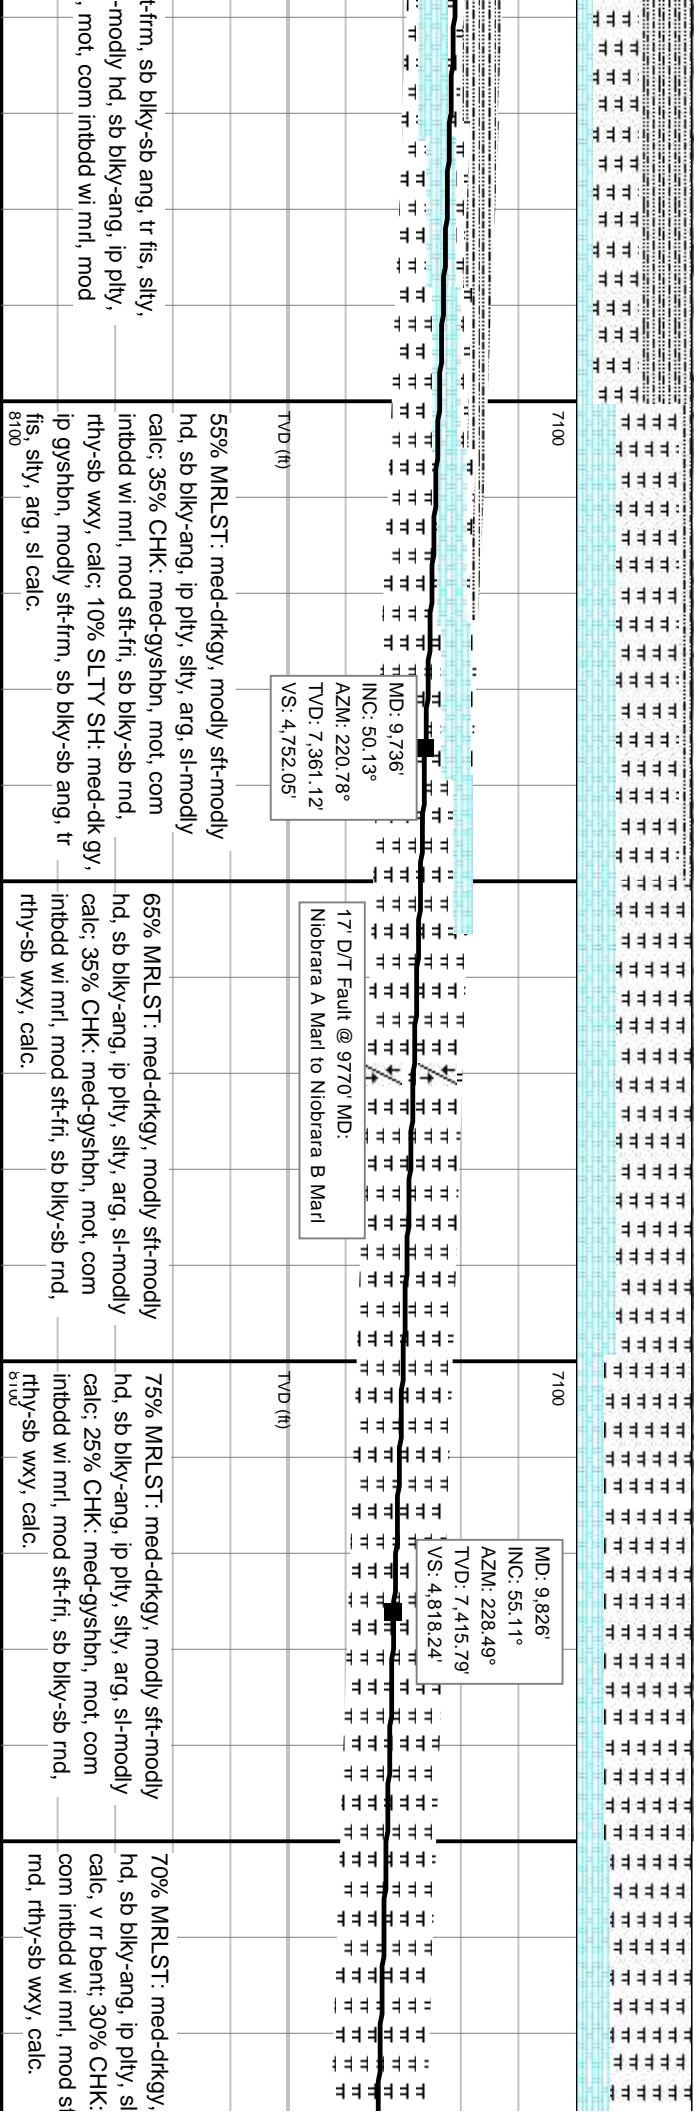 t-frm, sb blky-sb ang, tr fis, slty,
-modly hd, sb blky-ang, ip plty,
, mot, com intbdd wi mrl, mod
7100
TVD (ft)
8100
55% MRLST: med-drkgy, modly sft-modly
hd, sb blky-ang, ip plty, slty, arg, sl-modly
calc; 35% CHK: med-gyshbn, mot, com
intbdd wi mrl, mod sft-fri, sb blky-sb rnd,
rthy-sb wxy, calc; 10% SLTY SH: med-dk gy,
ip gyshbn, modly sft-frm, sb blky-sb ang, tr
fis, slty, arg, sl calc.
MD: 9,736'
INC: 50.13°
AZM: 220.78°
TVD: 7,361.12'
VS: 4,752.05'
17' D/T Fault @ 9770' MD:
Niobrara A Marl to Niobrara B Marl
65% MRLST: med-drkgy, modly sft-modly
hd, sb blky-ang, ip plty, slty, arg, sl-modly
calc; 35% CHK: med-gyshbn, mot, com
intbdd wi mrl, mod sft-fri, sb blky-sb rnd,
rthy-sb wxy, calc.
7100
TVD (ft)
8100
75% MRLST: med-drkgy, modly sft-modly
hd, sb blky-ang, ip plty, slty, arg, sl-modly
calc; 25% CHK: med-gyshbn, mot, com
intbdd wi mrl, mod sft-fri, sb blky-sb rnd,
rthy-sb wxy, calc.
MD: 9,826'
INC: 55.11°
AZM: 228.49°
TVD: 7,415.79'
VS: 4,818.24'
70% MRLST: med-drkgy,
hd, sb blky-ang, ip plty, sl
calc, v rr bent; 30% CHK:
com intbdd wi mrl, mod sf
rnd, rthy-sb wxy, calc.